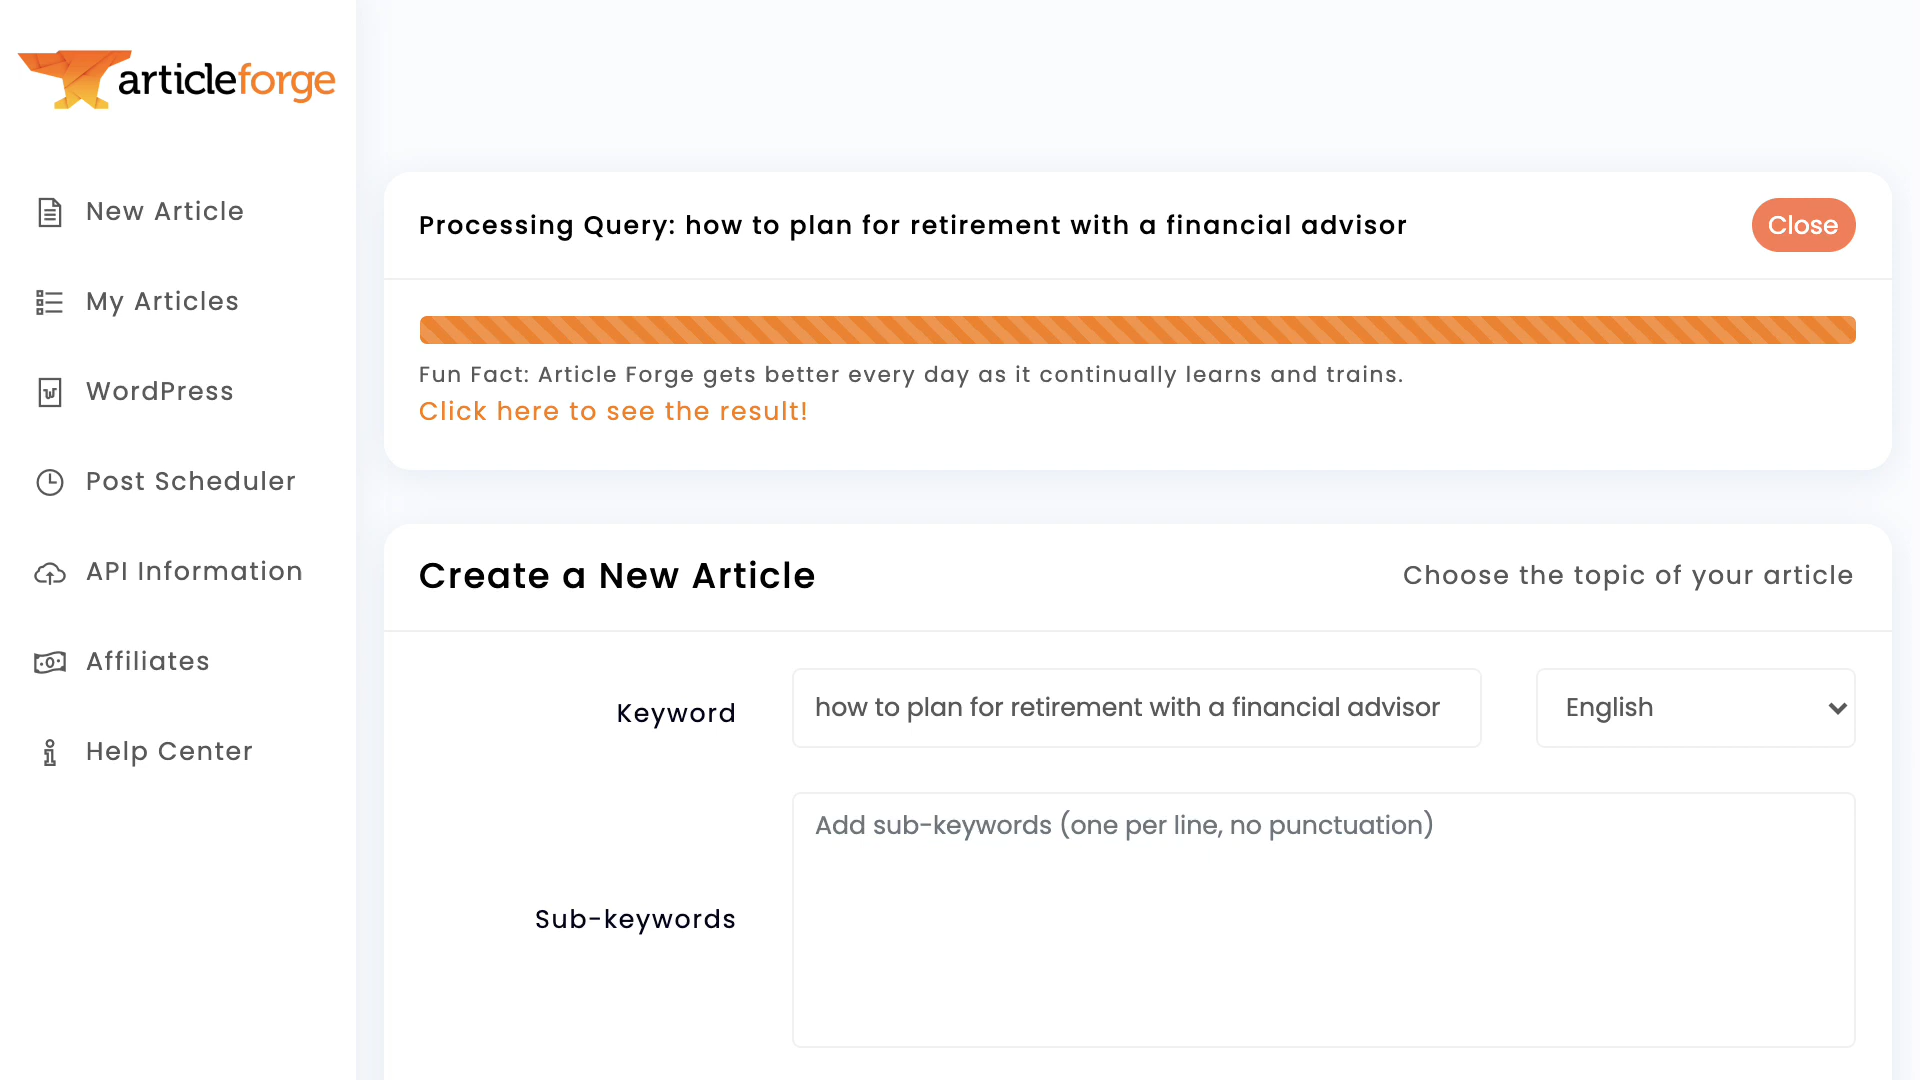 articleforge
New Article
My Articles
WordPress
Post Scheduler
API Information
Affiliates
Help Center
Processing Query: how to plan for retirement with a financial advisor
Close
Fun Fact: Article Forge gets better every day as it continually learns and trains.
Click here to see the result!
Create a New Article
Choose the topic of your article
Keyword
how to plan for retirement with a financial advisor
English
Sub-keywords
Add sub-keywords (one per line, no punctuation)